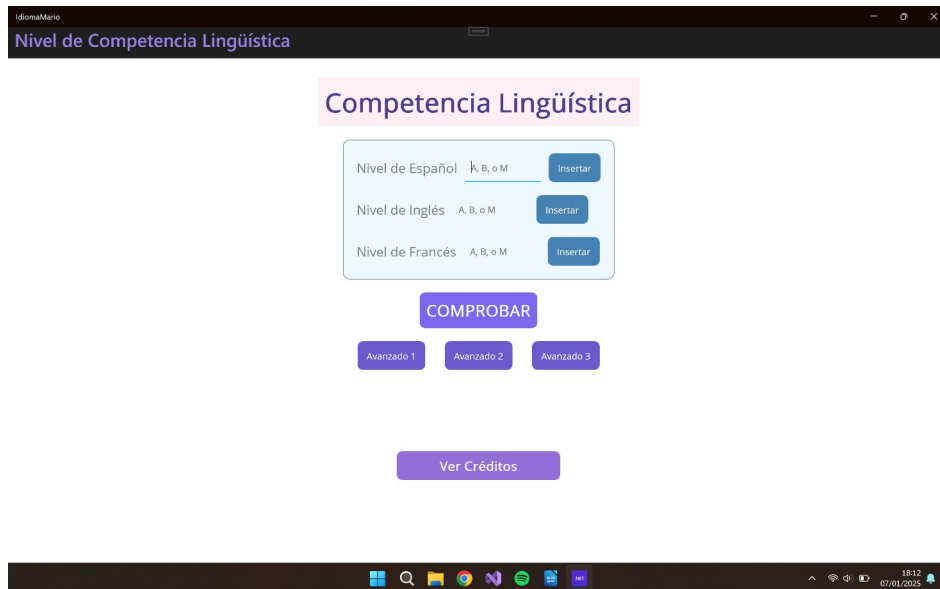 IdiomaMario
Nivel de Competencia Lingüística
Competencia Lingüística
Nivel de Español A, B, o M Insertar
Nivel de Inglés A, B, o M Insertar
Nivel de Francés A, B, o M Insertar
COMPROBAR
Avanzado 1 Avanzado 2 Avanzado 3
Ver Créditos
.NET
18:12
07/01/2025